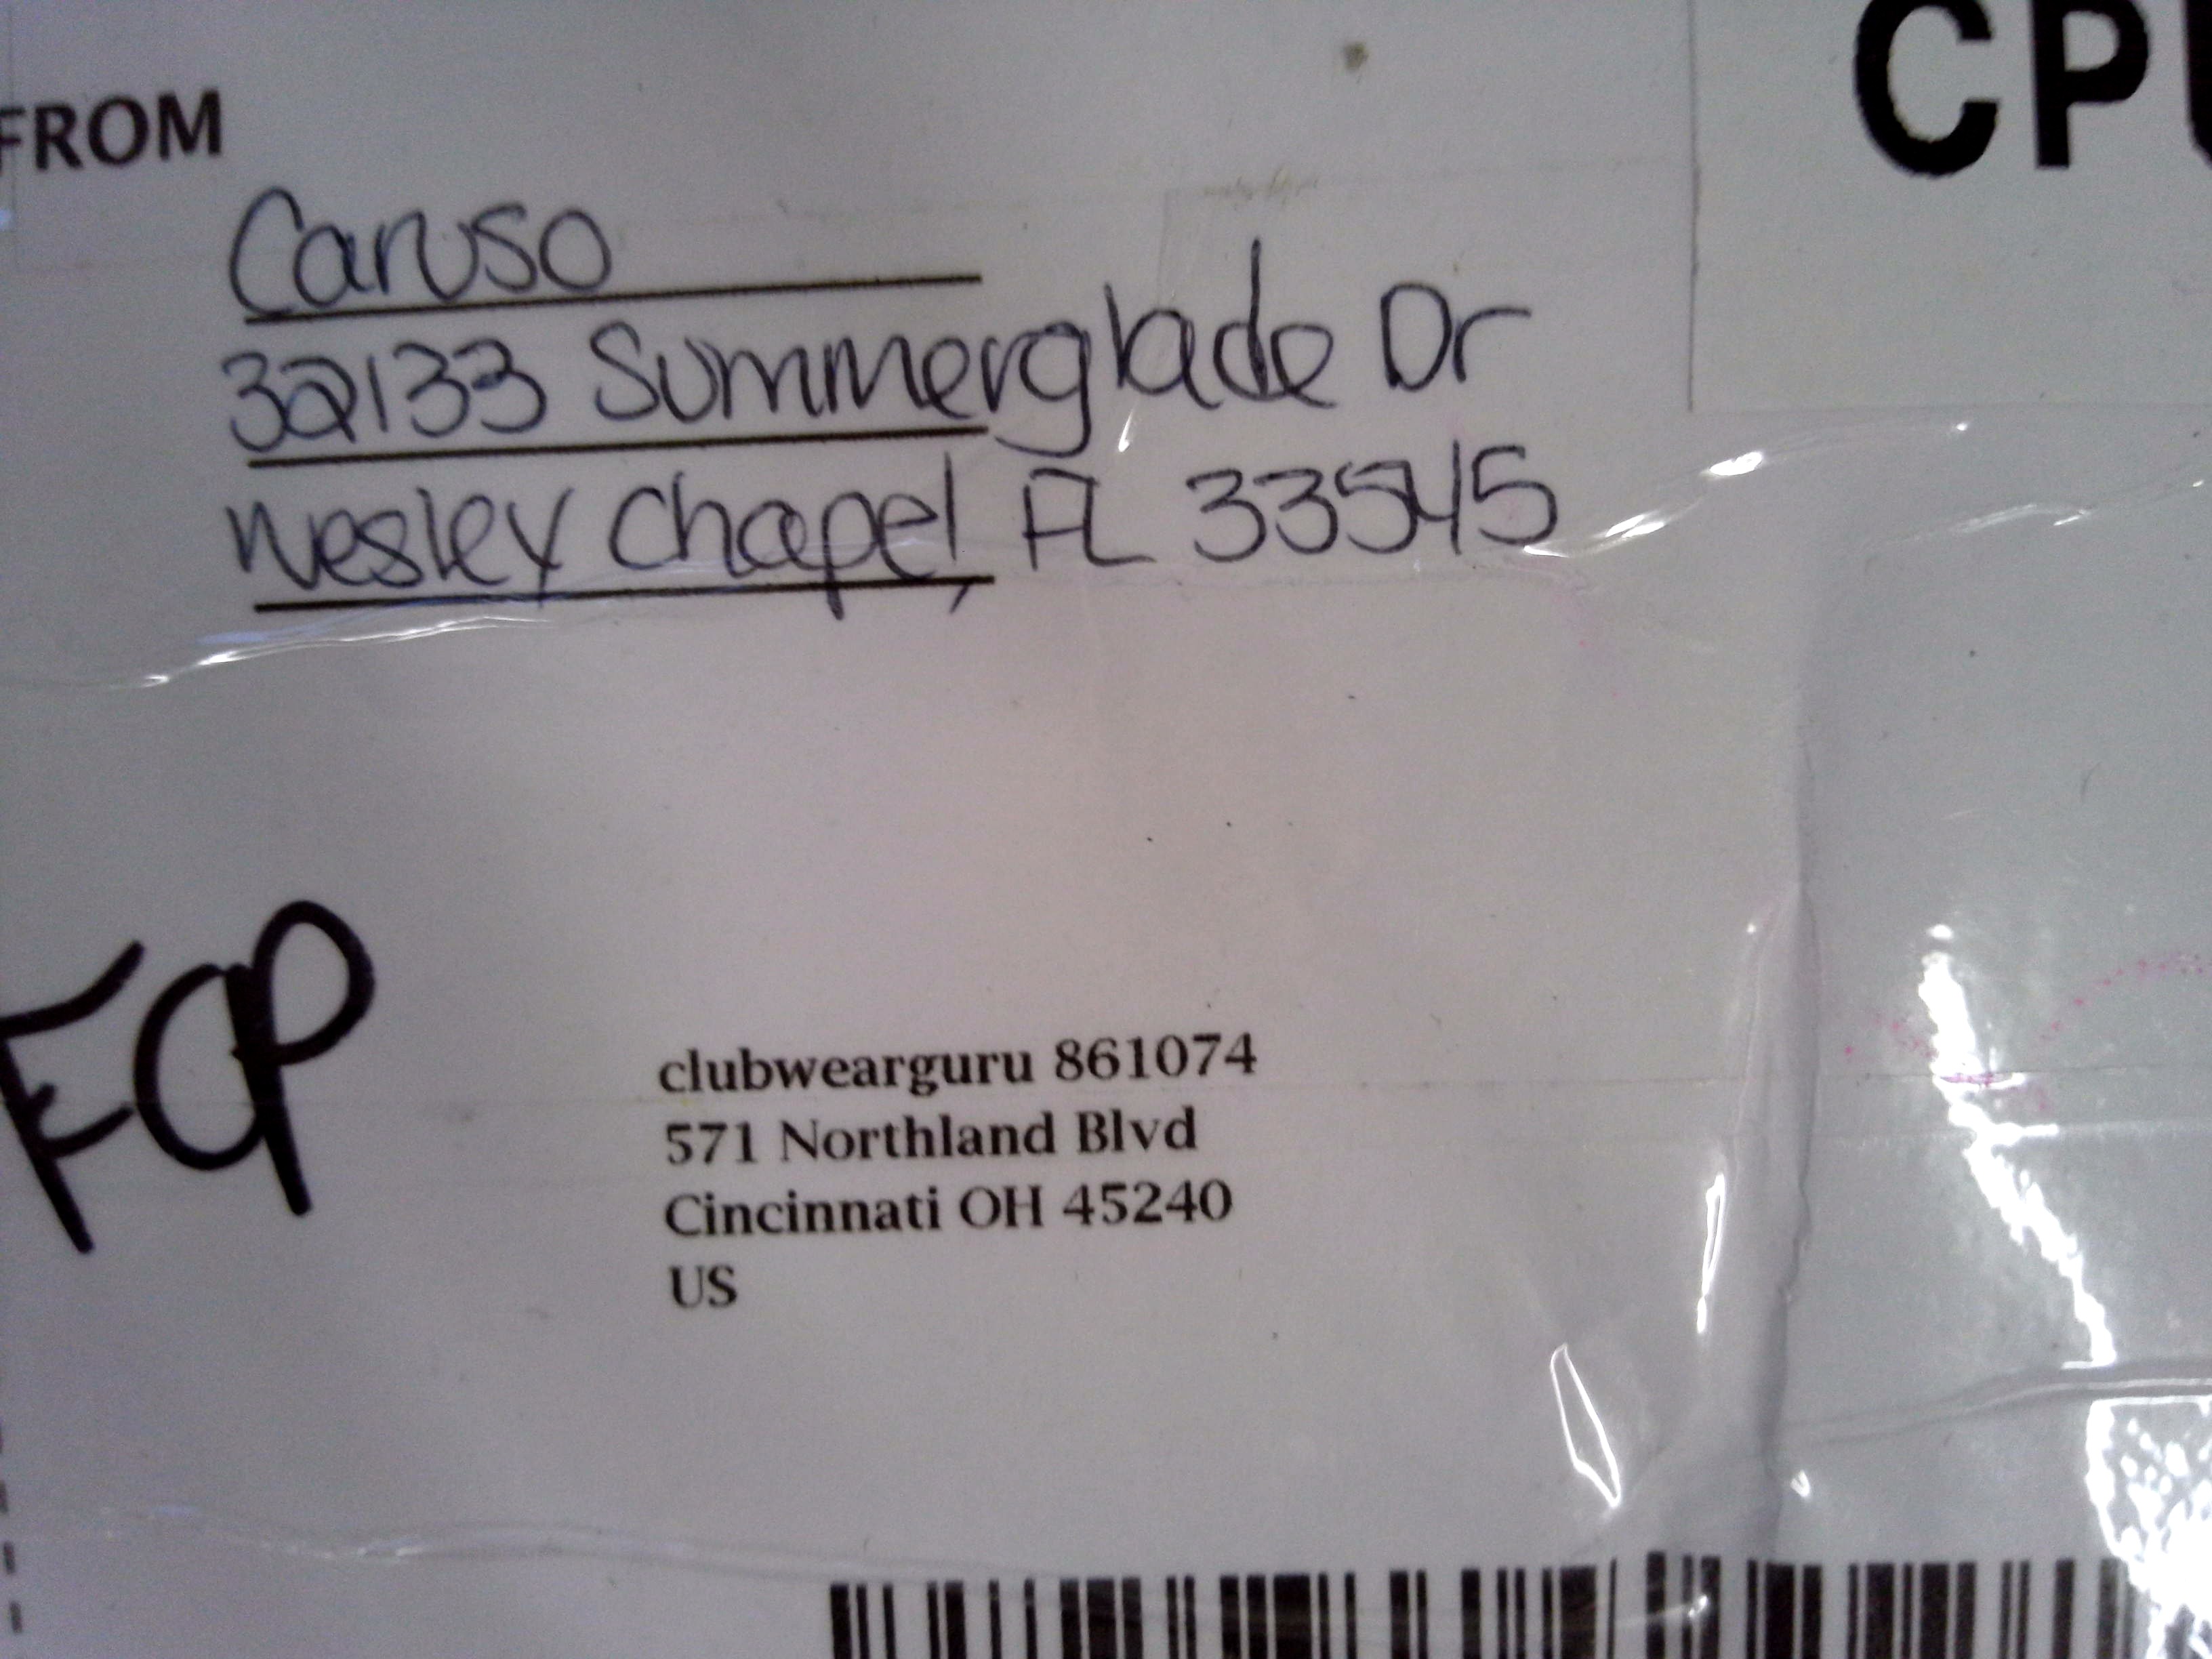 CPU
FROM
Caruso
32133 Summerglade Dr
Wesley Chapel, FL 33545
FCP
clubwearguru 861074
571 Northland Blvd
Cincinnati OH 45240
US